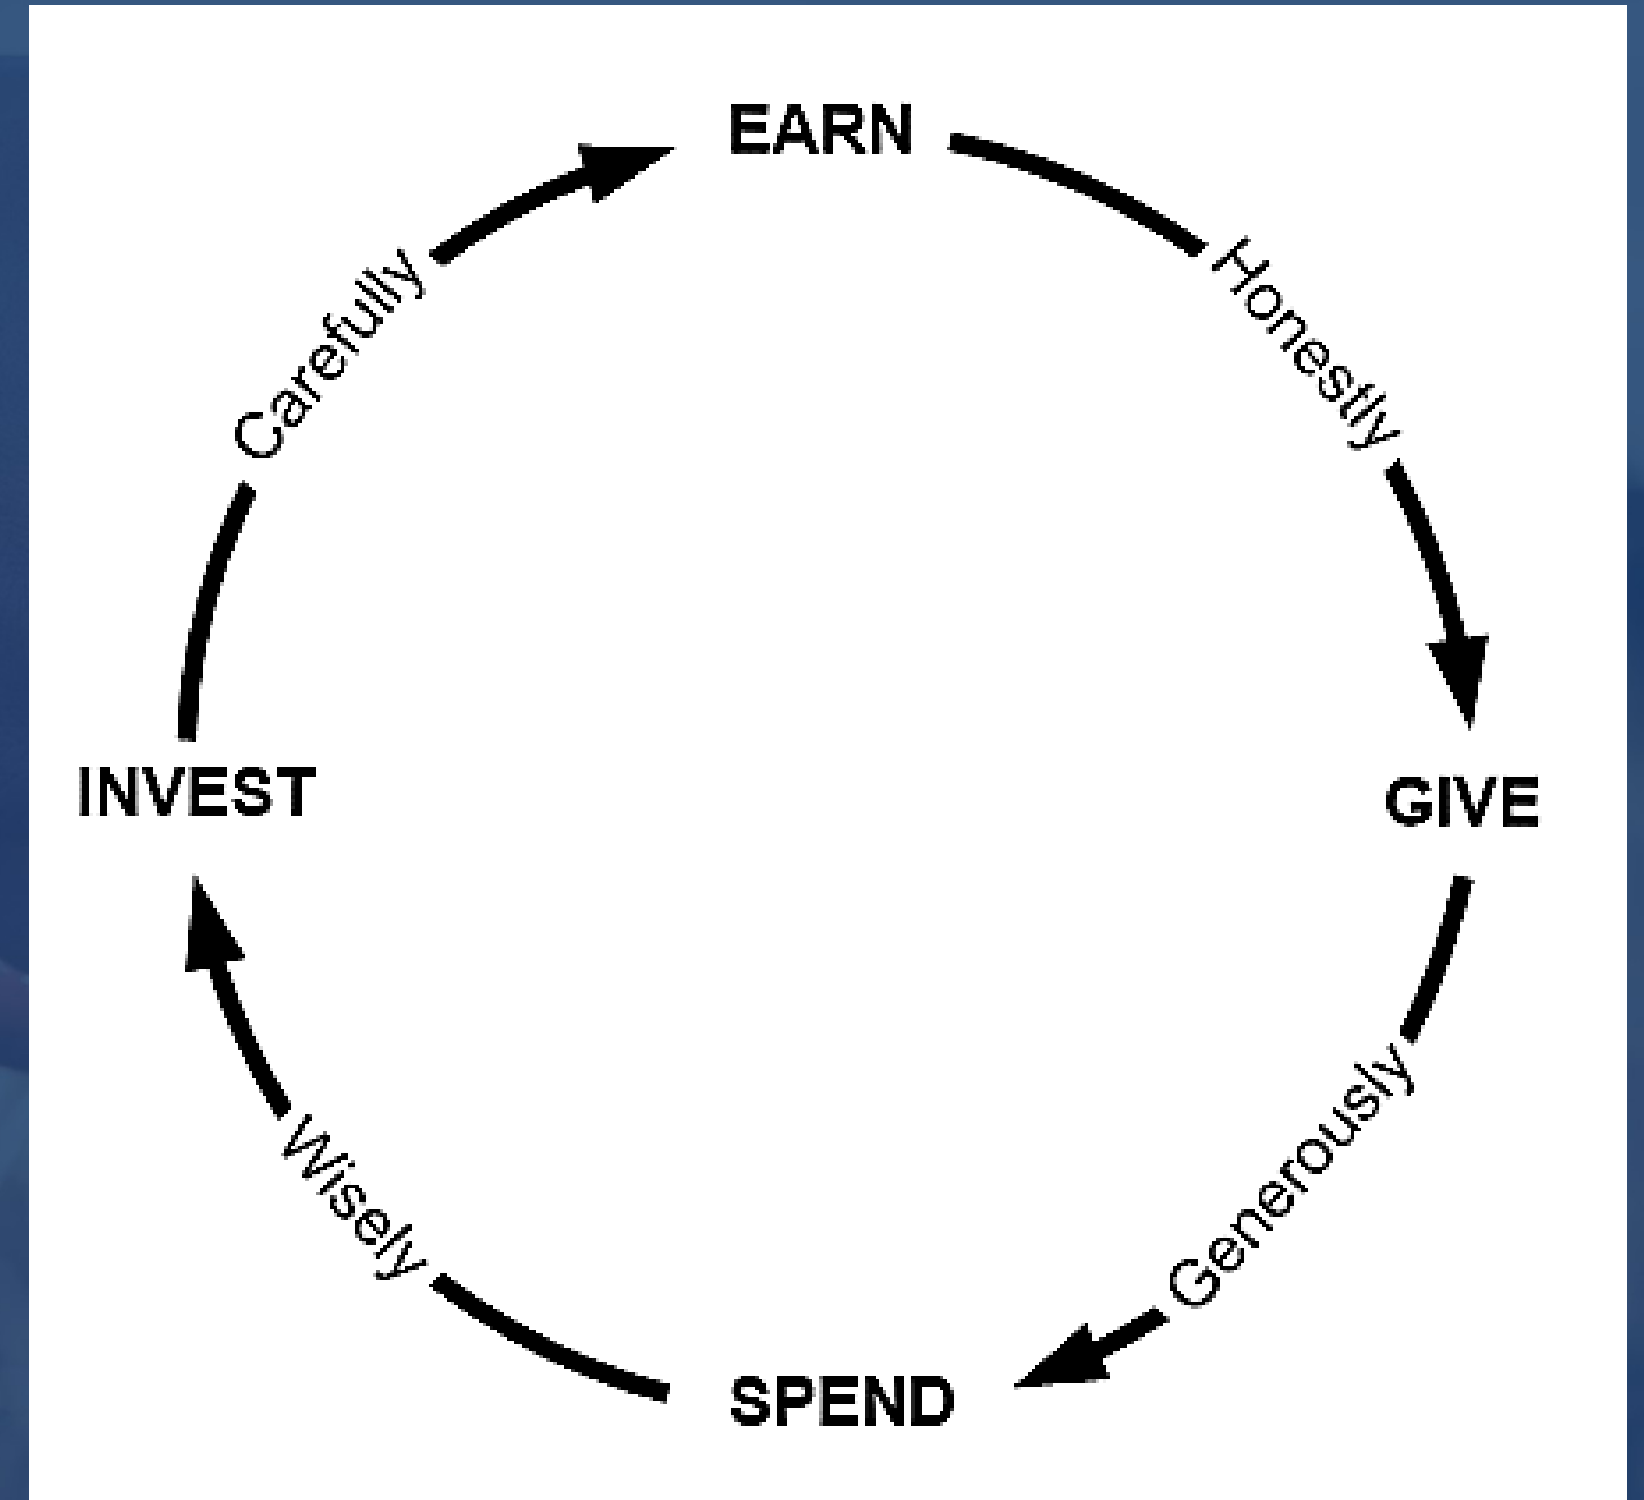 EARN
Honestly
GIVE
Generously
SPEND
Wisely
INVEST
Carefully